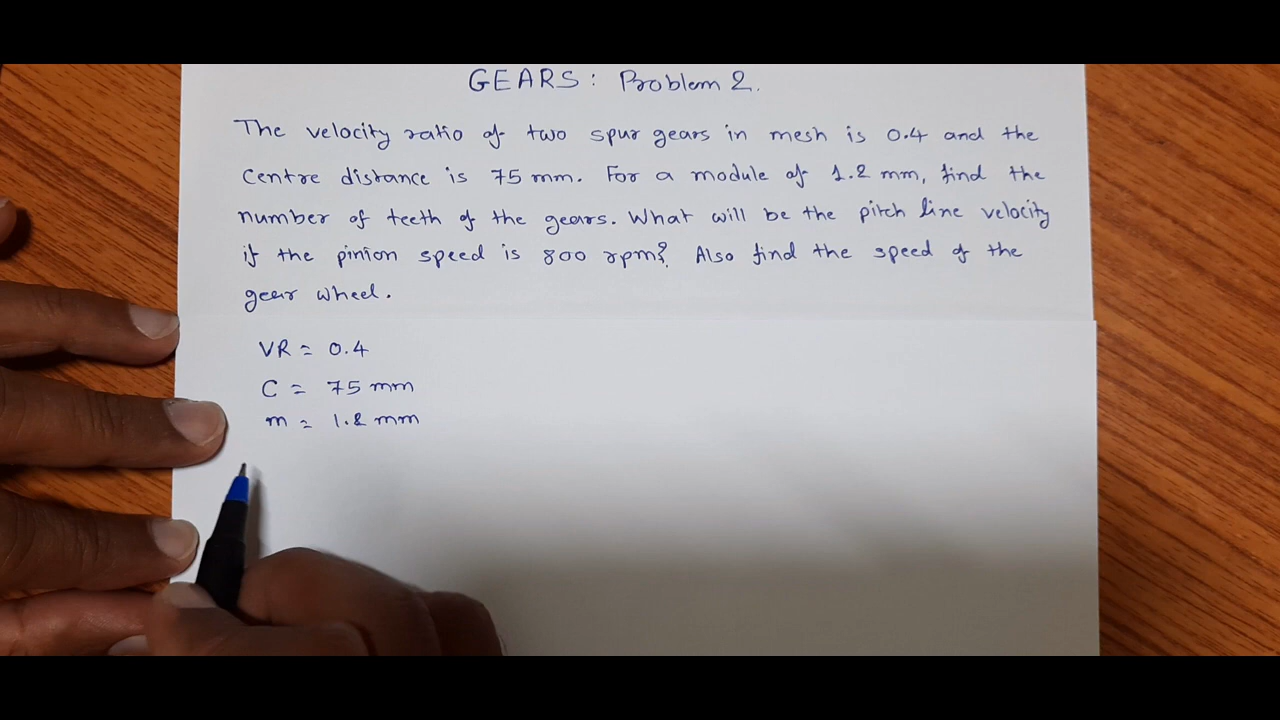 GEARS: Problem 2.
The velocity ratio of two spur gears in mesh is 0.4 and the
centre distance is 75 mm. For a module of 1.2 mm, find the
number of teeth of the gears. What will be the pitch line velocity
if the pinion speed is 800 rpm? Also find the speed of the
gear wheel.
VR = 0.4
C = 75 mm
m = 1.2 mm